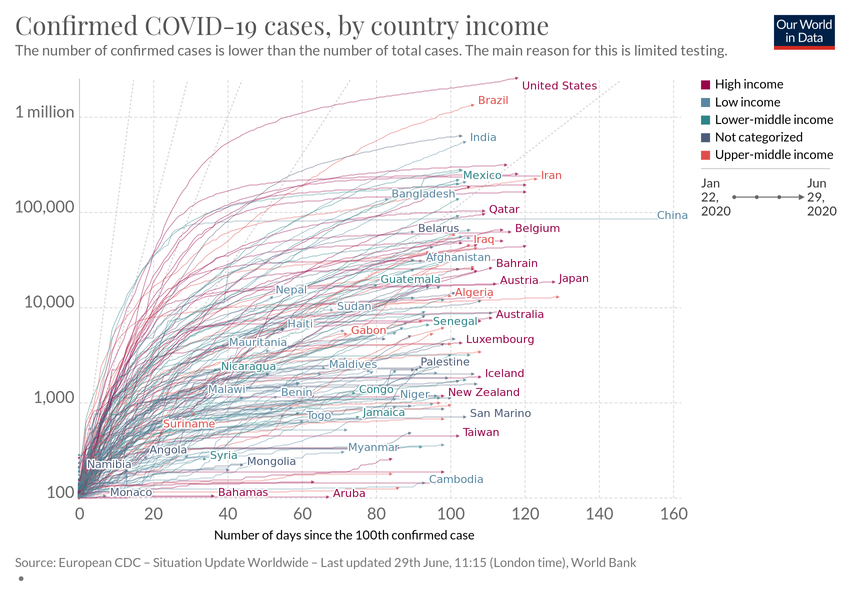 Confirmed COVID-19 cases, by country income
The number of confirmed cases is lower than the number of total cases. The main reason for this is limited testing.
Our World
in Data
1 million
100,000
10,000
1,000
100
United States
Brazil
India
Mexico
Iran
Bangladesh
Qatar
China
Belarus
Belgium
Iraq
Afghanistan
Bahrain
Guatemala
Austria
Japan
Nepal
Algeria
Sudan
Australia
Haiti
Senegal
Gabon
Mauritania
Luxembourg
Nicaragua
Maldives
Palestine
Iceland
Malawi
Benin
Congo
Niger
New Zealand
Togo
Jamaica
San Marino
Suriname
Taiwan
Angola
Syria
Myanmar
Namibia
Mongolia
Cambodia
Monaco
Bahamas
Aruba
0
20
40
60
80
100
120
140
160
Number of days since the 100th confirmed case
High income
Low income
Lower-middle income
Not categorized
Upper-middle income
Jan
22,
2020
Jun
29,
2020
Source: European CDC – Situation Update Worldwide – Last updated 29th June, 11:15 (London time), World Bank